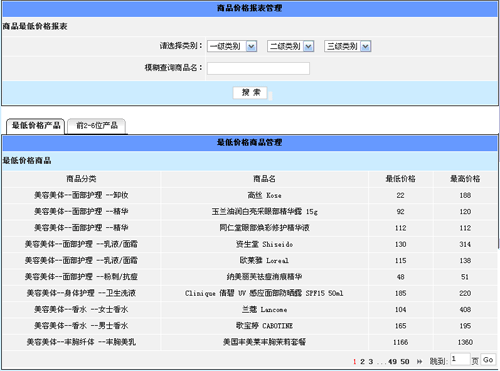 商品价格报表管理
商品最低价格报表
请选择类别： 一级类别 二级类别 三级类别
模糊查询商品名：
搜 索
最低价格产品 前2-6位产品
最低价格商品管理
最低价格商品
商品分类 商品名 最低价格 最高价格
美容美体--面部护理 --卸妆 高丝 Kose 22 188
美容美体--面部护理 --精华 玉兰油润白亮采眼部精华露 15g 92 120
美容美体--面部护理 --精华 同仁堂眼部焕彩修护精华液 112 112
美容美体--面部护理 --乳液/面霜 资生堂 Shiseido 130 314
美容美体--面部护理 --乳液/面霜 欧莱雅 Loreal 115 138
美容美体--面部护理 --粉刺/抗痘 纳美丽芙祛痘消痕精华 48 51
美容美体--身体护理 --卫生洗液 Clinique 倩碧 UV 感应面部防晒露 SPF15 50ml 185 220
美容美体--香水 --女士香水 兰蔻 Lancome 104 408
美容美体--香水 --男士香水 歌宝婷 CABOTINE 165 195
美容美体--丰胸纤体 --丰胸美乳 美国丰美莱丰胸茉莉套餐 1166 1360
1 2 3 ...49 50 » 跳到: 1 页 Go